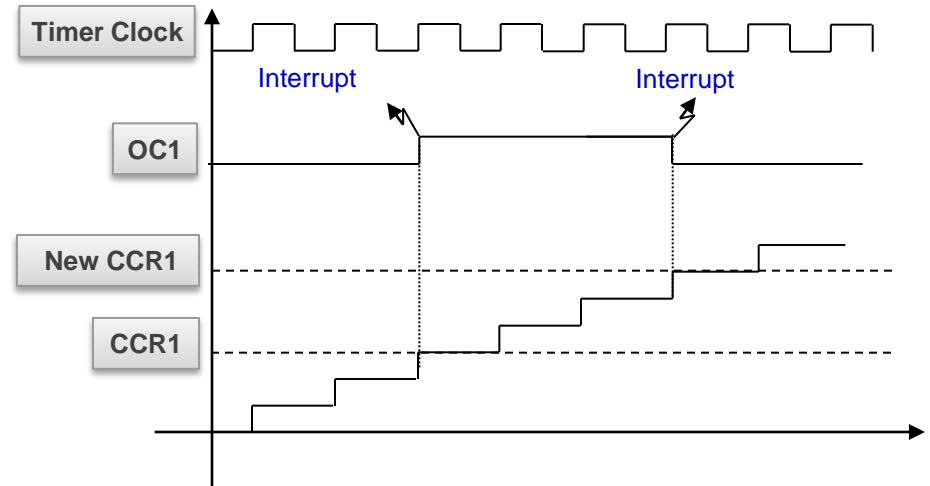 Timer Clock
Interrupt
Interrupt
OC1
New CCR1
CCR1